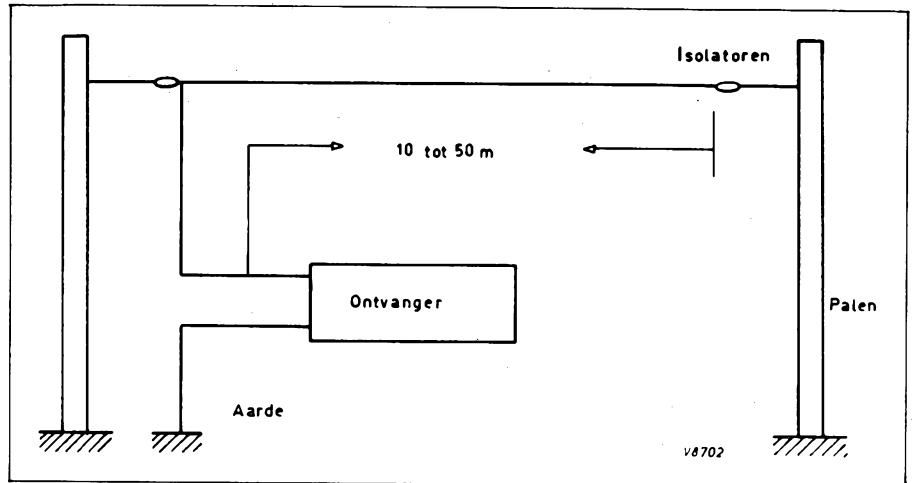 Isolatoren
10 tot 50 m
Ontvanger
Palen
Aarde
V8702